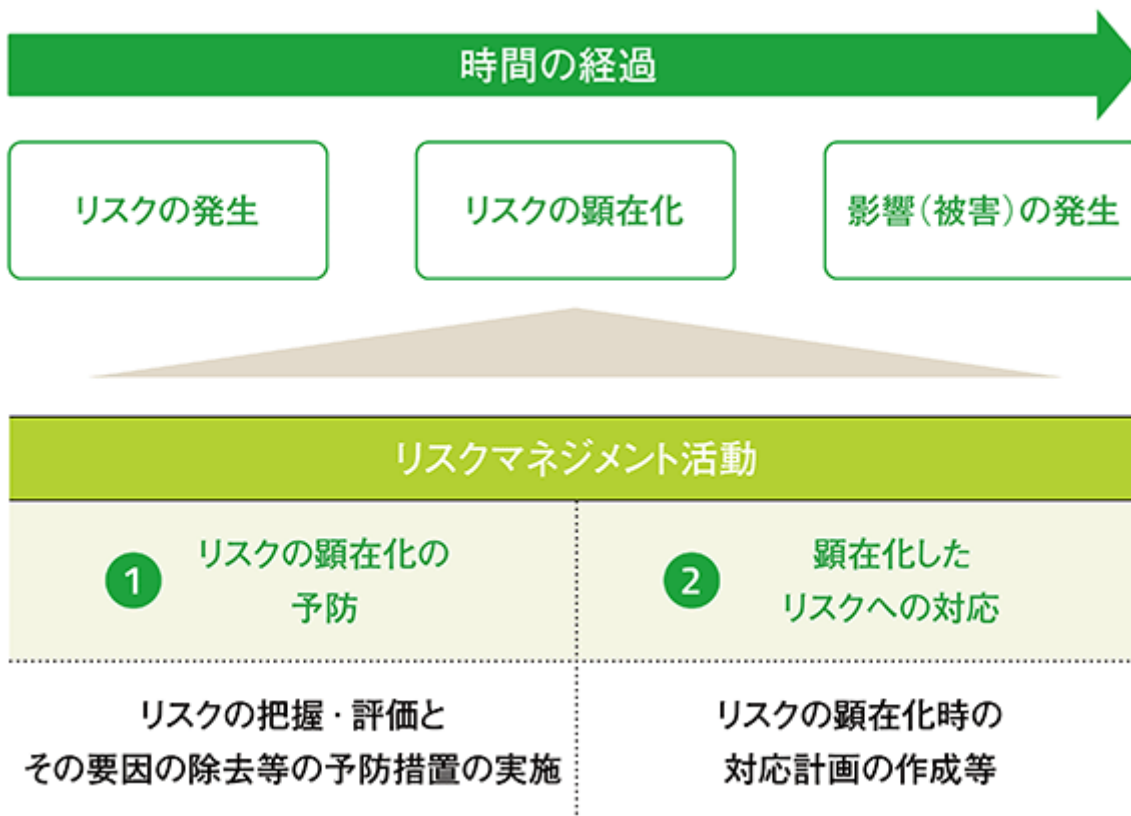 時間の経過
リスクの発生
リスクの顕在化
影響(被害)の発生
リスクマネジメント活動
1
リスクの顕在化の
予防
2
顕在化した
リスクへの対応
リスクの把握・評価と
その要因の除去等の予防措置の実施
リスクの顕在化時の
対応計画の作成等